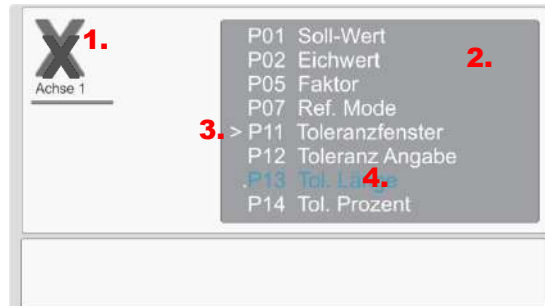 X 1.
Achse 1
P01 Soll-Wert
P02 Eichwert 2.
P05 Faktor
P07 Ref. Mode
3. > P11 Toleranzfenster
P12 Toleranz Angabe
.P13 Tol. Länge 4.
P14 Tol. Prozent